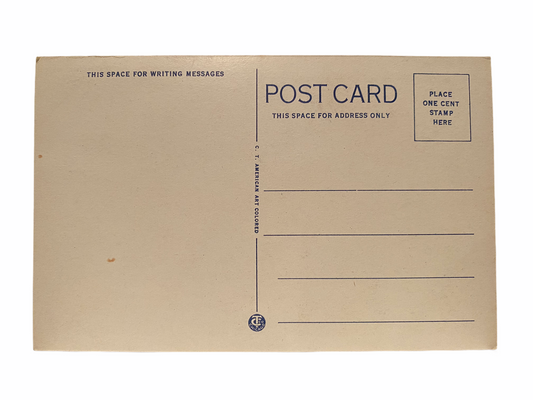 THIS SPACE FOR WRITING MESSAGES
POST CARD
THIS SPACE FOR ADDRESS ONLY
PLACE
ONE CENT
STAMP
HERE
C. T. AMERICAN ART COLORED